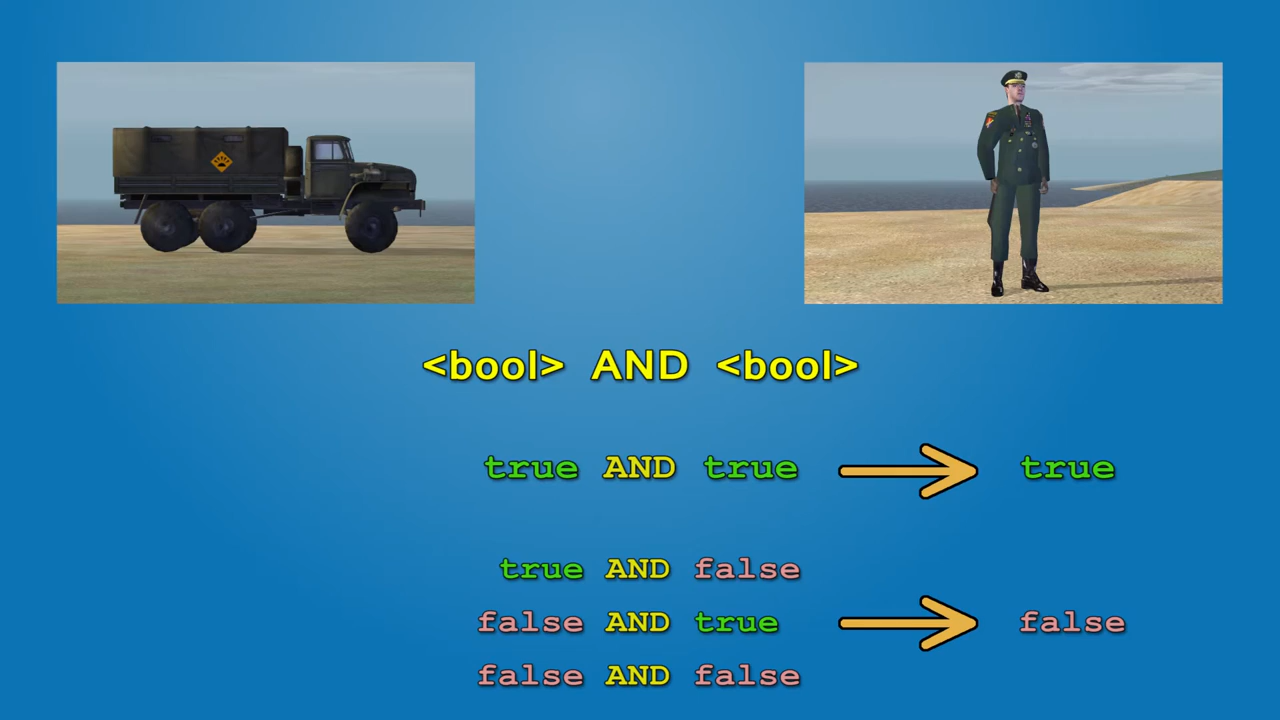 <bool> AND <bool>
true AND true true
true AND false
false AND true false
false AND false